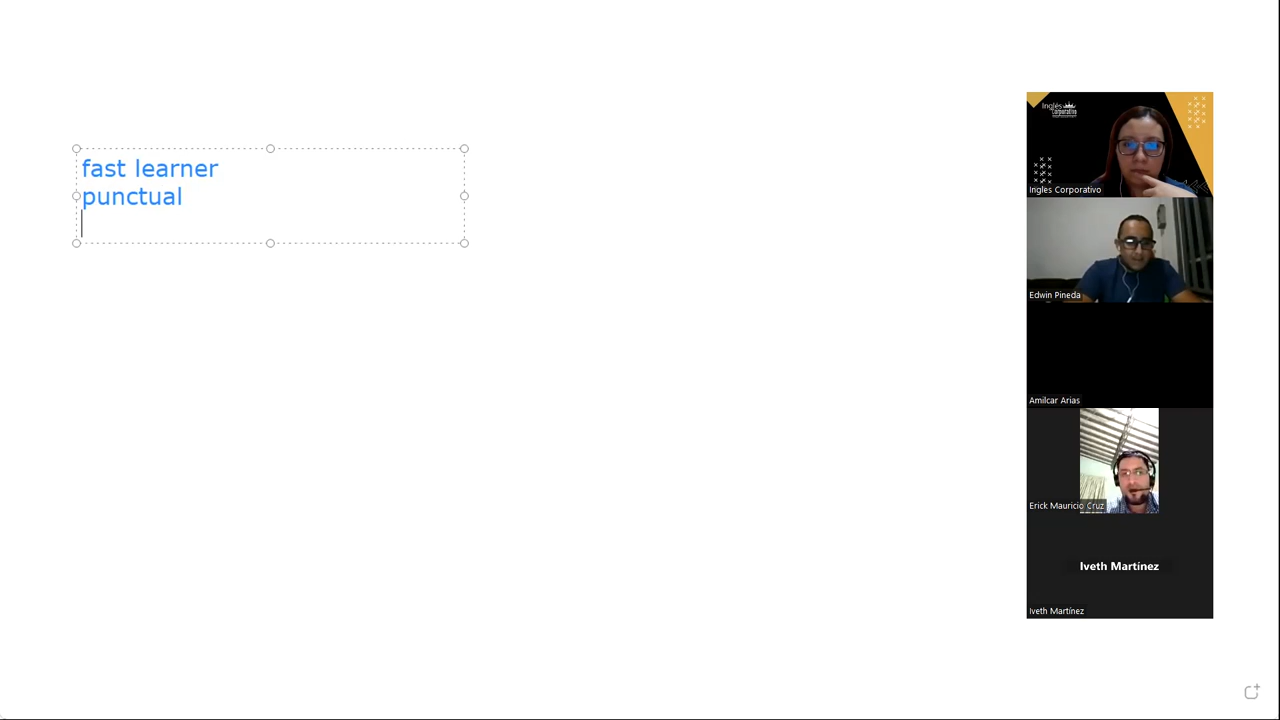 fast learner
punctual
Inglés
Corporativo
Ingles Corporativo
Edwin Pineda
Amilcar Arias
Erick Mauricio Cruz
Iveth Martínez
Iveth Martínez